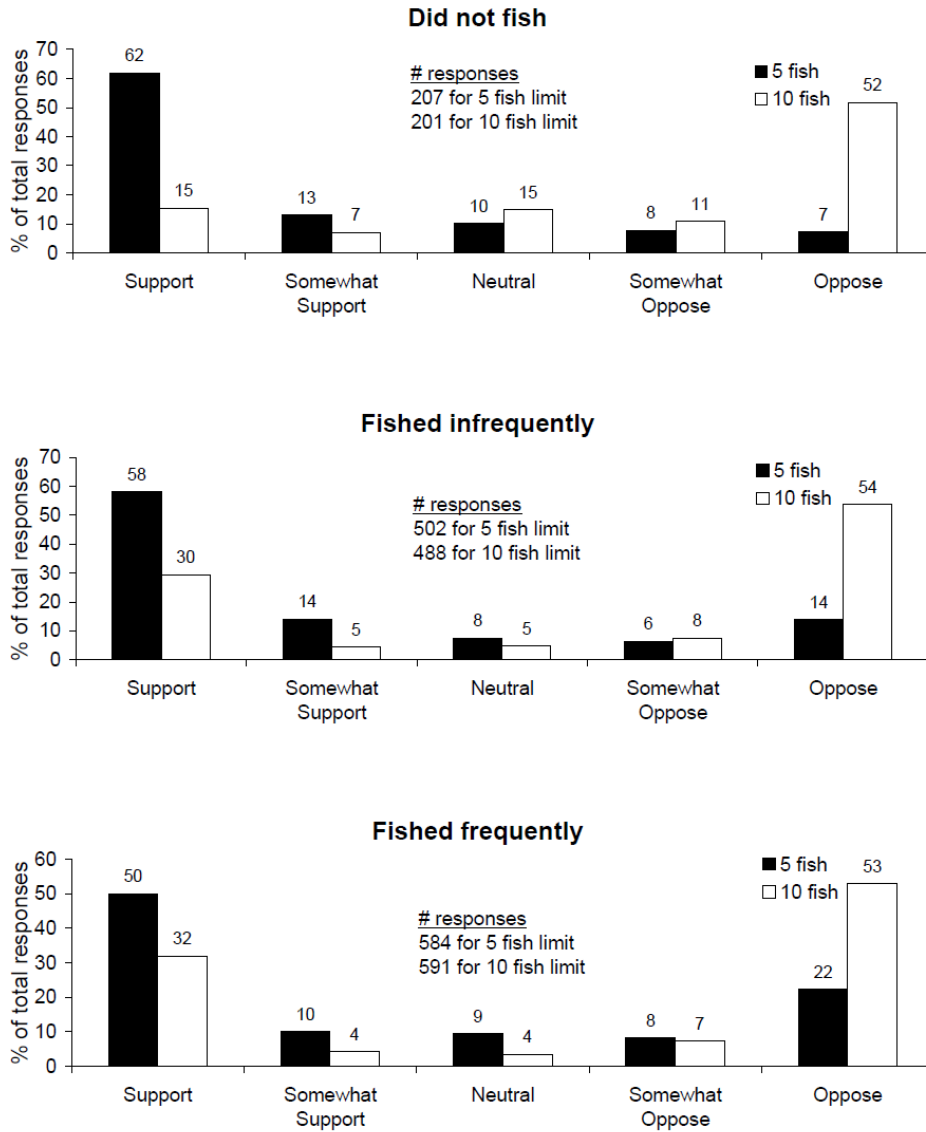 Did not fish
% of total responses
70
60
50
40
30
20
10
0
62
15
13
7
10
15
8
11
7
52
# responses
207 for 5 fish limit
201 for 10 fish limit
5 fish
10 fish
Support
Somewhat
Support
Neutral
Somewhat
Oppose
Oppose
Fished infrequently
% of total responses
70
60
50
40
30
20
10
0
58
30
14
5
8
5
6
8
14
54
# responses
502 for 5 fish limit
488 for 10 fish limit
5 fish
10 fish
Support
Somewhat
Support
Neutral
Somewhat
Oppose
Oppose
Fished frequently
% of total responses
60
50
40
30
20
10
0
50
32
10
4
9
4
8
7
22
53
# responses
584 for 5 fish limit
591 for 10 fish limit
5 fish
10 fish
Support
Somewhat
Support
Neutral
Somewhat
Oppose
Oppose